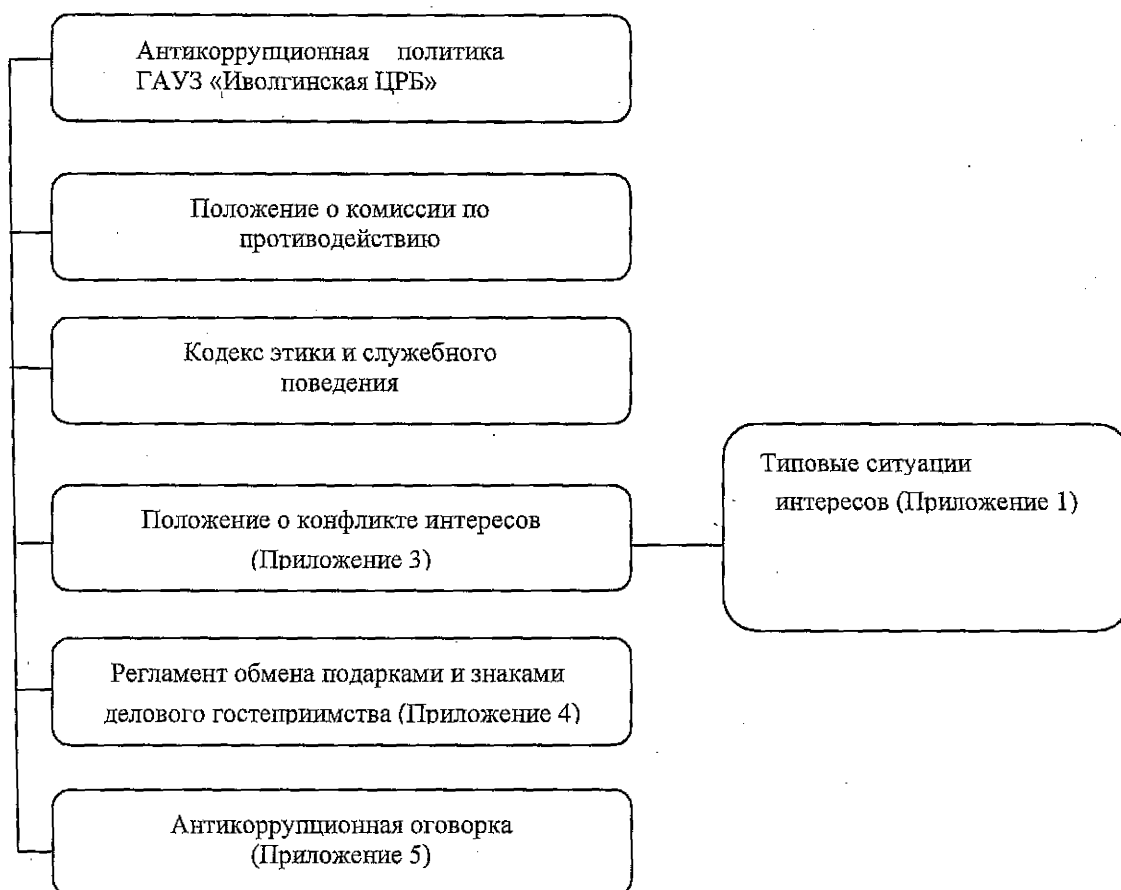 Антикоррупционная политика
ГАУЗ «Иволгинская ЦРБ»
Положение о комиссии по
противодействию
Кодекс этики и служебного
поведения
Положение о конфликте интересов
(Приложение 3)
Типовые ситуации
интересов (Приложение 1)
Регламент обмена подарками и знаками
делового гостеприимства (Приложение 4)
Антикоррупционная оговорка
(Приложение 5)